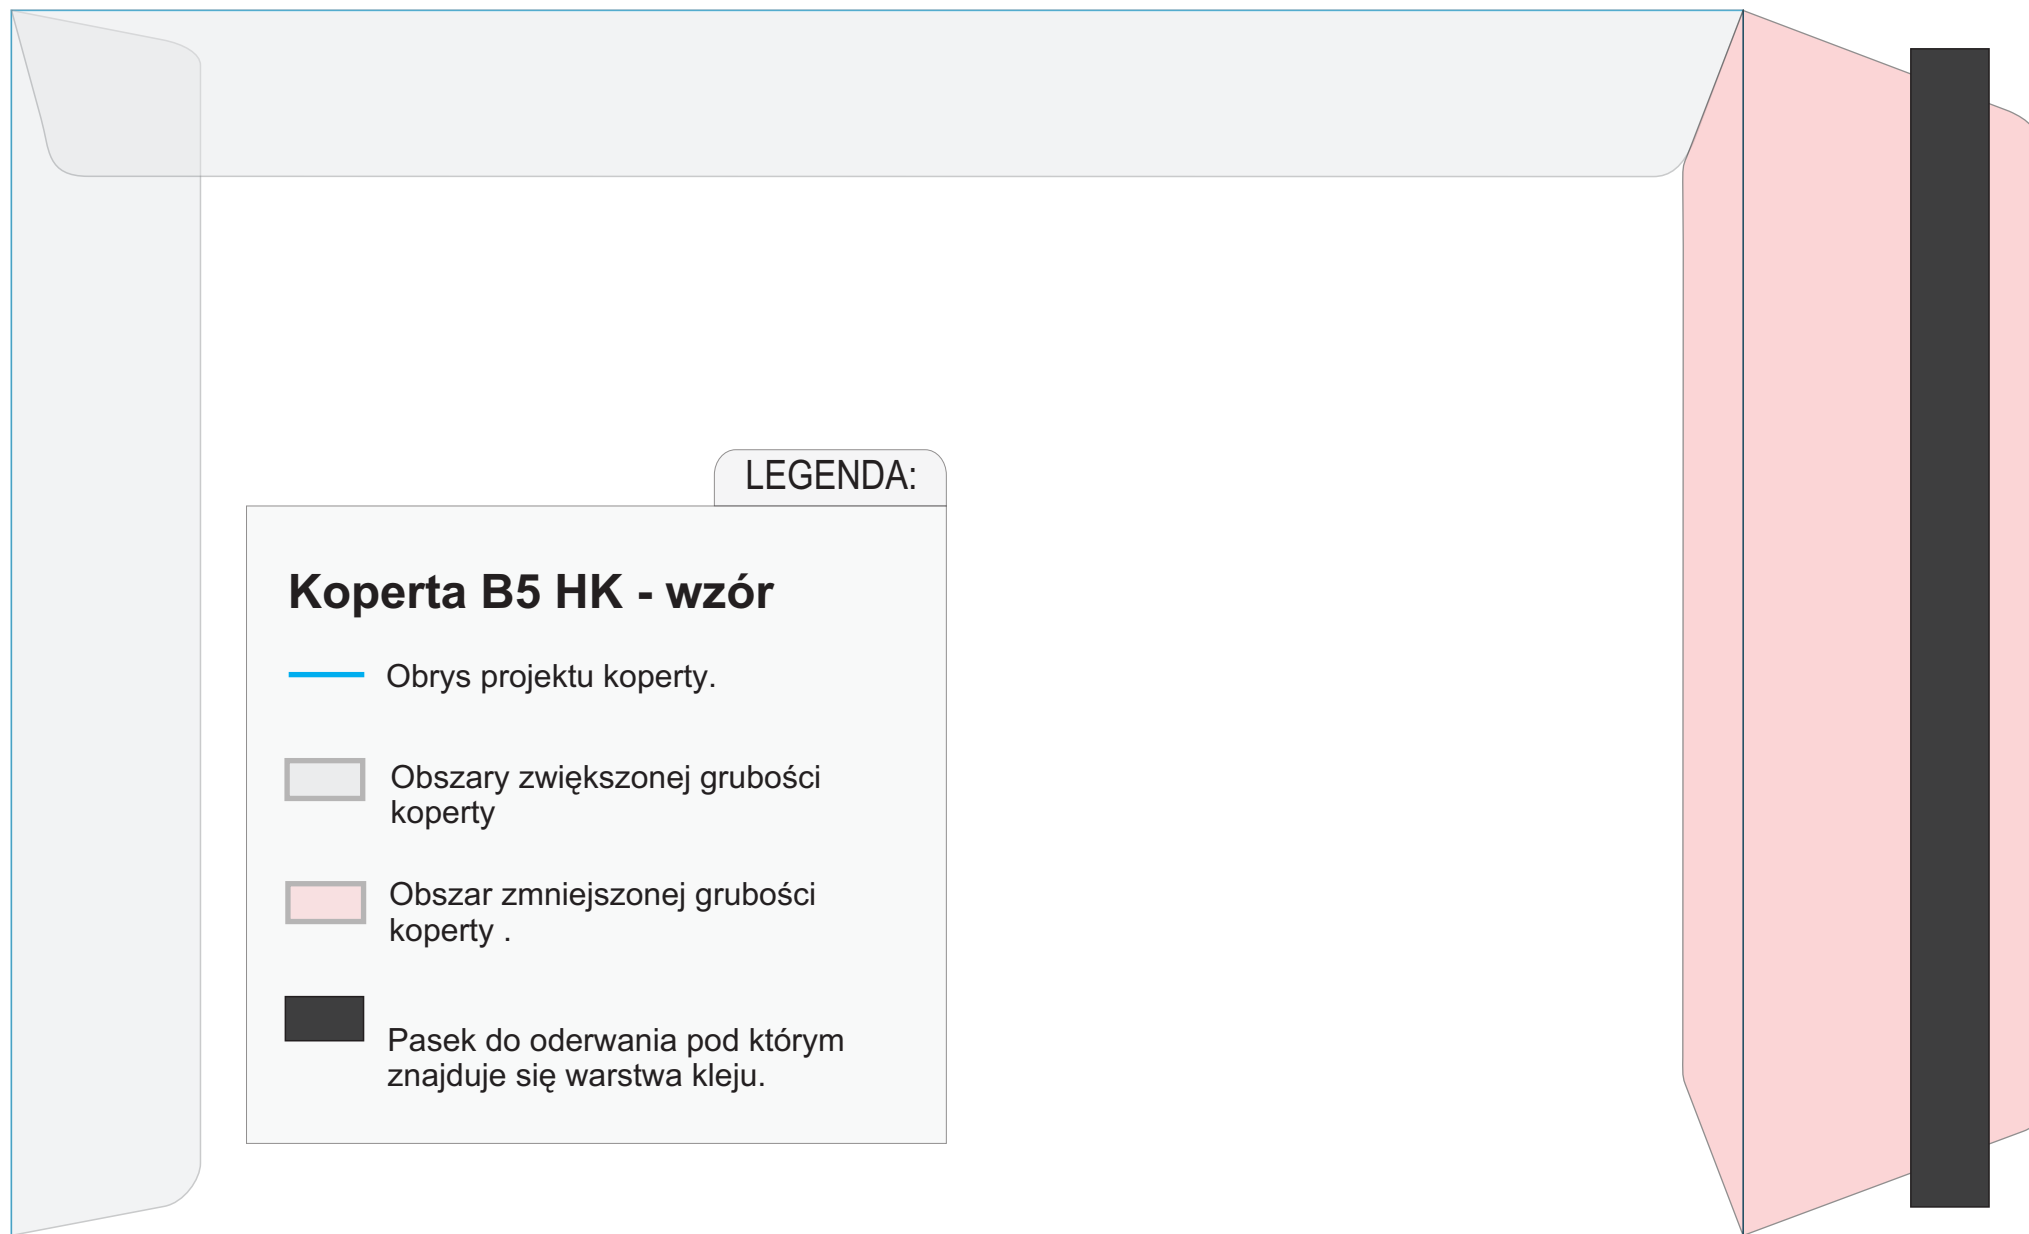 LEGENDA:
Koperta B5 HK - wzór
Obrys projektu koperty.
Obszary zwiększonej grubości
koperty
Obszar zmniejszonej grubości
koperty .
Pasek do oderwania pod którym
znajduje się warstwa kleju.